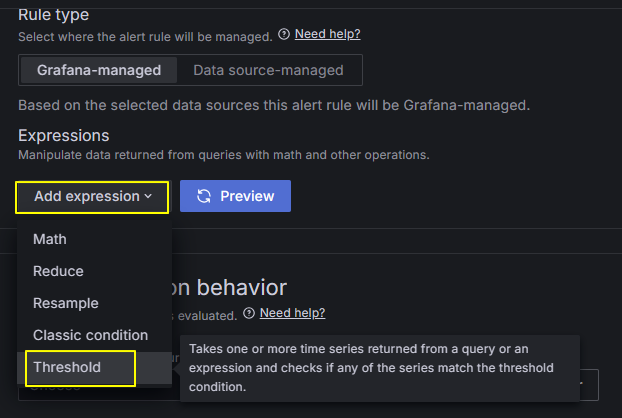 Rule type
Select where the alert rule will be managed. Need help?
Grafana-managed Data source-managed
Based on the selected data sources this alert rule will be Grafana-managed.
Expressions
Manipulate data returned from queries with math and other operations.
Add expression Preview
Math
Reduce
on behavior
Resample
s evaluated. Need help?
Classic condition
Threshold
Takes one or more time series returned from a query or an
expression and checks if any of the series match the threshold
condition.